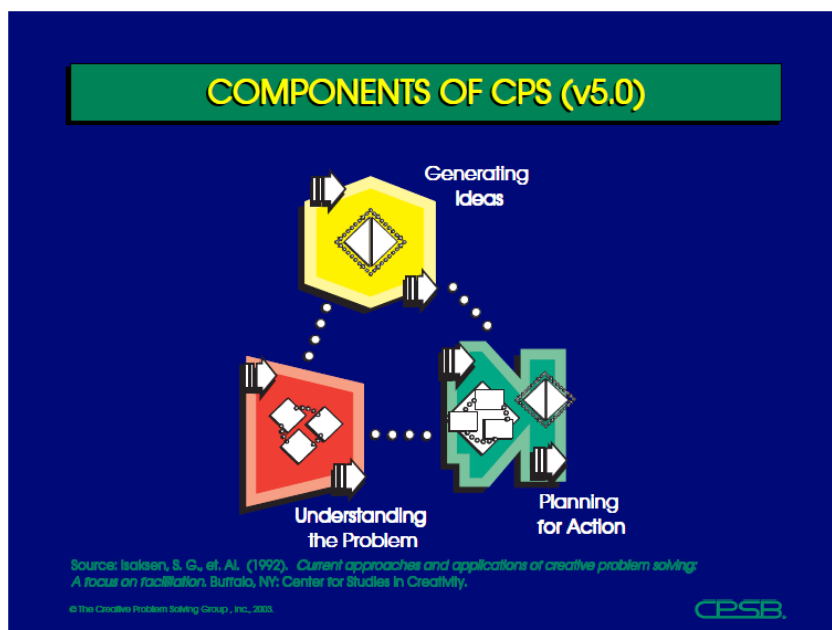 COMPONENTS OF CPS (v5.0)
Generating
Ideas
Understanding
the Problem
Planning
for Action
Source: Isaksen, S. G., et. Al. (1992). Current approaches and applications of creative problem solving:
A focus on facilitation. Buffalo, NY: Center for Studies in Creativity.
© The Creative Problem Solving Group , Inc., 2003.
CPSB.